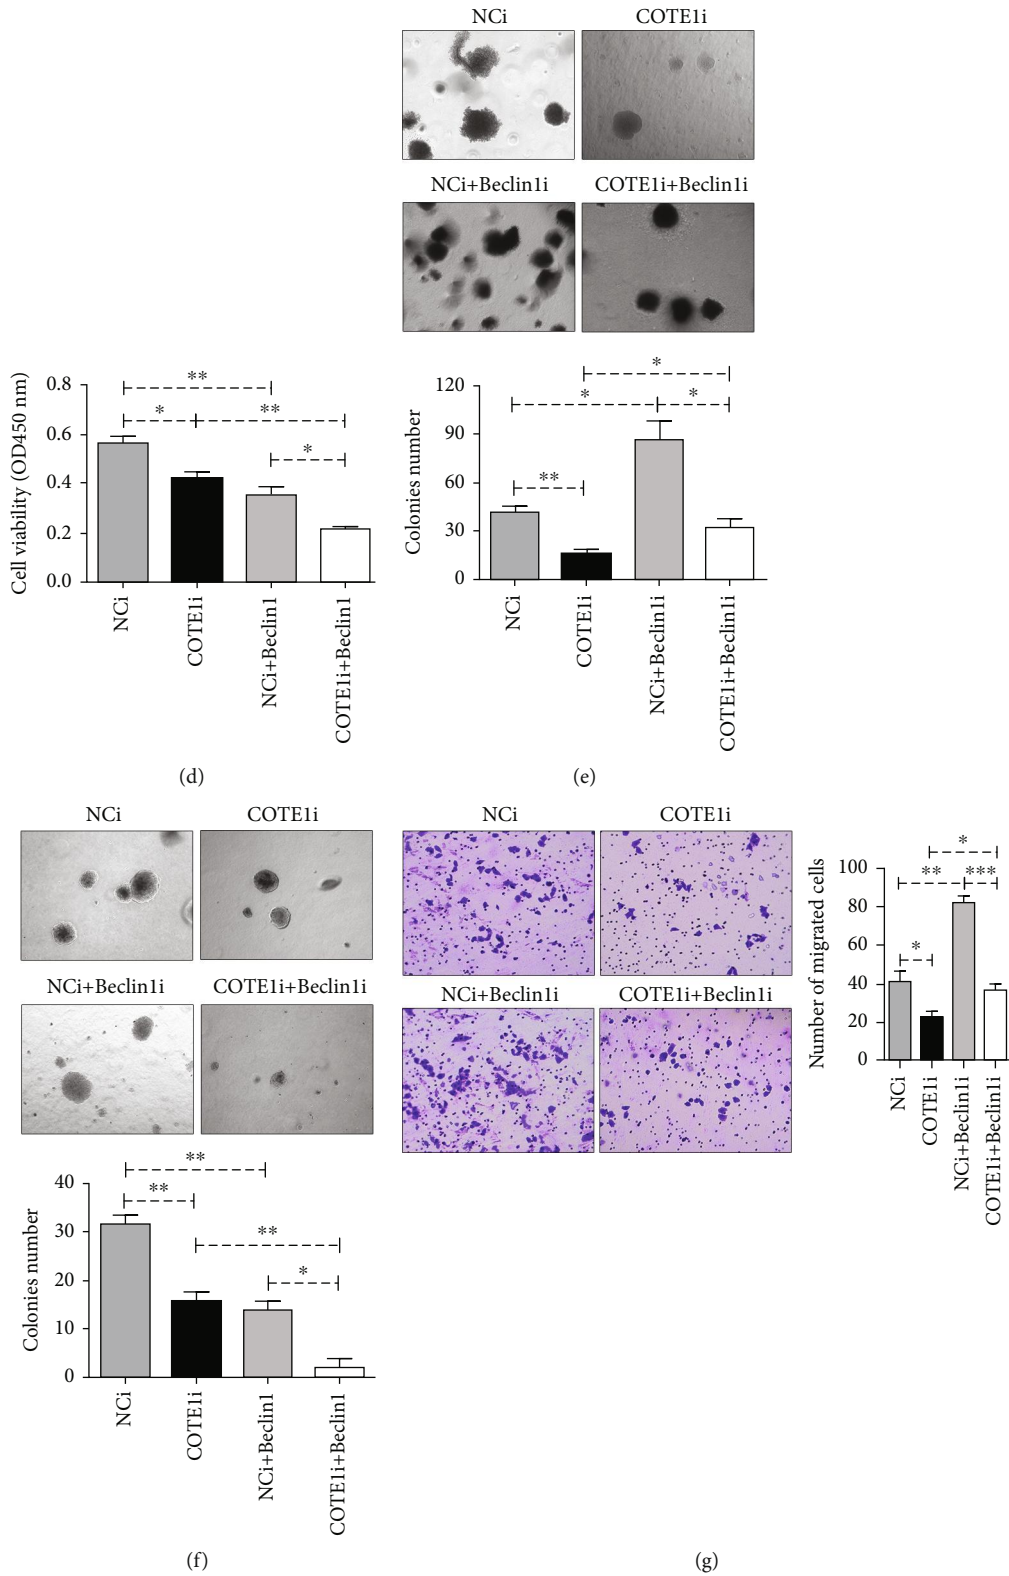 NCi COTE1i
NCi+Beclin1i COTE1i+Beclin1i
Cell viability (OD450 nm)
0.8
0.6
0.4
0.2
0.0
**
*
**
*
NCi
COTE1i
NCi+Beclin1
COTE1i+Beclin1
(d)
Colonies number
120
90
60
30
0
*
*
*
**
NCi
COTE1i
NCi+Beclin1i
COTE1i+Beclin1i
(e)
NCi COTE1i
NCi+Beclin1i COTE1i+Beclin1i
Colonies number
40
30
20
10
0
**
**
**
*
NCi
COTE1i
NCi+Beclin1
COTE1i+Beclin1
(f)
NCi COTE1i
NCi+Beclin1i COTE1i+Beclin1i
Number of migrated cells
100
80
60
40
20
0
*
**
***
*
NCi
COTE1i
NCi+Beclin1i
COTE1i+Beclin1i
(g)